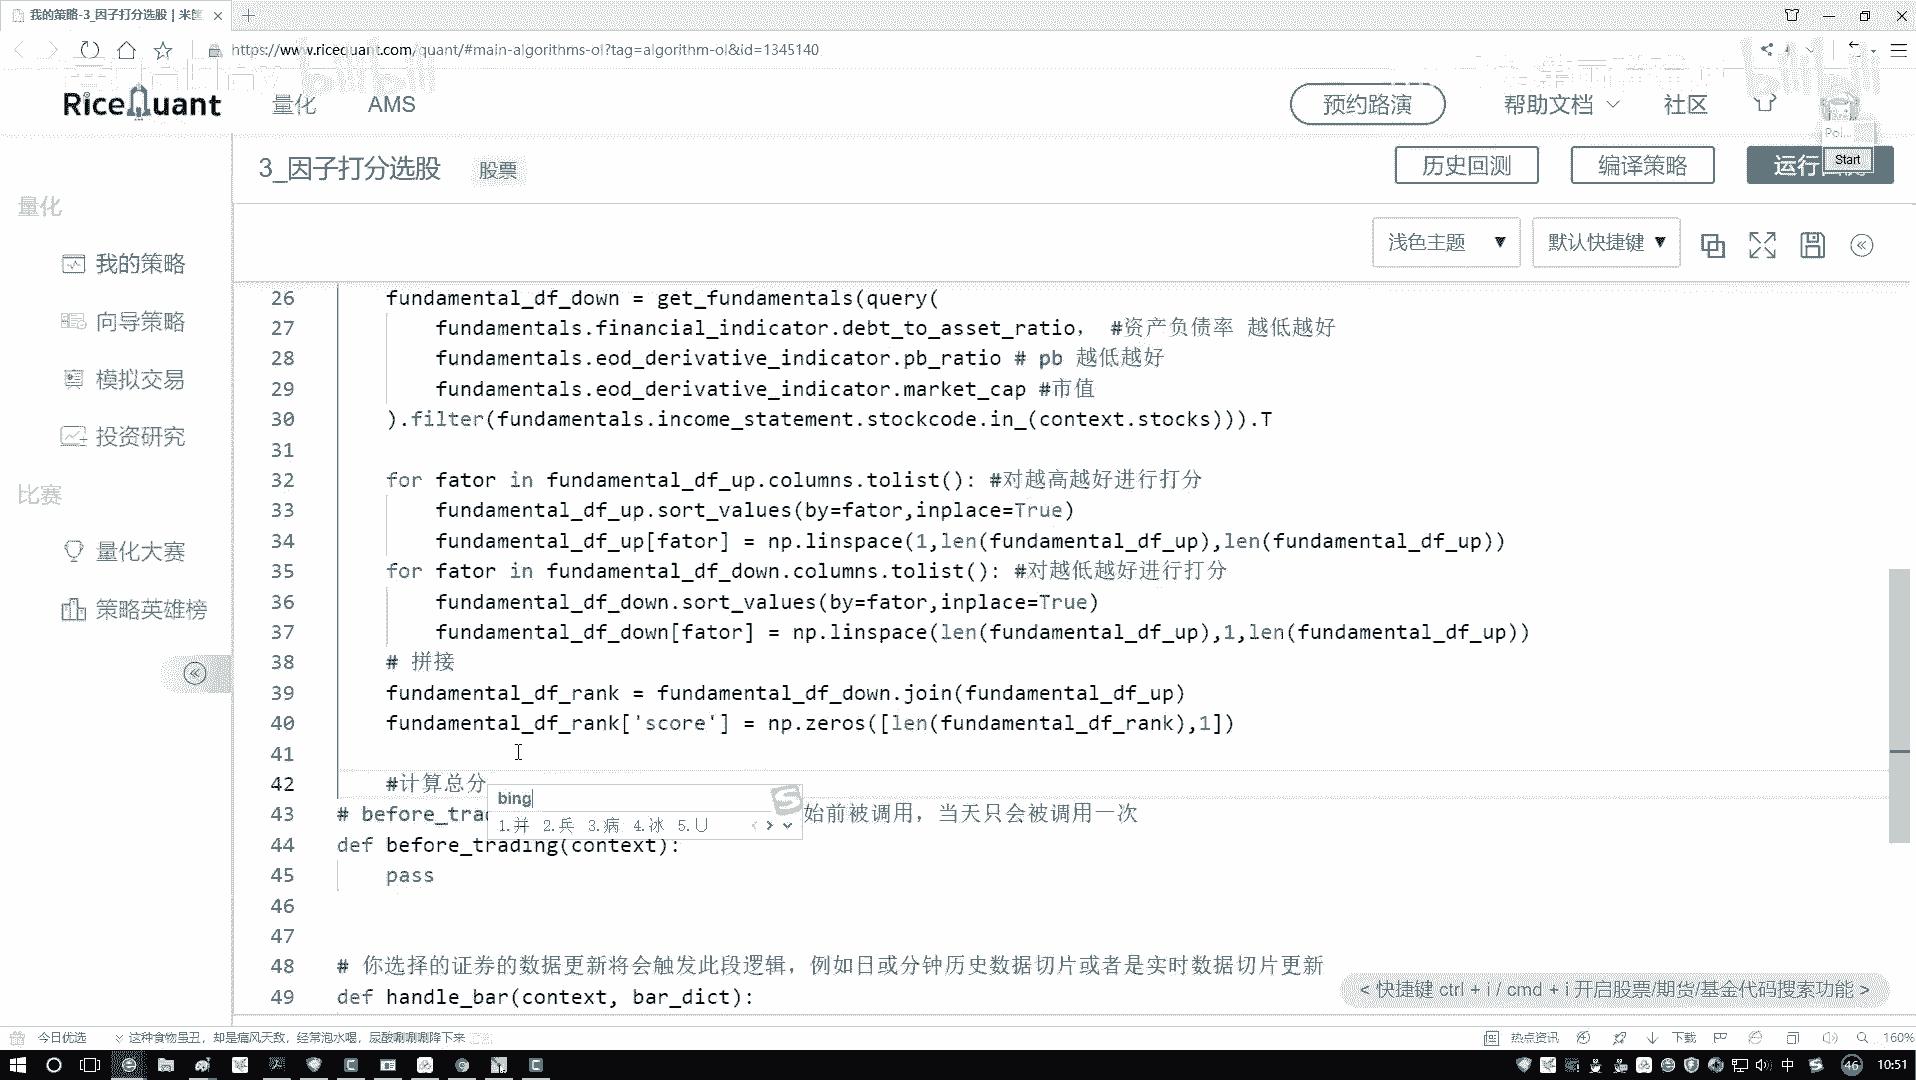 我的策略-3_因子打分选股 | 米筐
https://www.ricequant.com/quant/#main-algorithms-ol?tag=algorithm-ol&id=1345140
RiceQuant 量化 AMS 预约路演 帮助文档 社区
Poi...
3_因子打分选股 股票 历史回测 编译策略 运行 Start
浅色主题 默认快捷键
量化
我的策略
向导策略
模拟交易
投资研究
比赛
量化大赛
策略英雄榜
26 fundamental_df_down = get_fundamentals(query(
27 fundamentals.financial_indicator.debt_to_asset_ratio， #资产负债率 越低越好
28 fundamentals.eod_derivative_indicator.pb_ratio # pb 越低越好
29 fundamentals.eod_derivative_indicator.market_cap #市值
30 ).filter(fundamentals.income_statement.stockcode.in_(context.stocks))).T
31
32 for fator in fundamental_df_up.columns.tolist(): #对越高越好进行打分
33 fundamental_df_up.sort_values(by=fator,inplace=True)
34 fundamental_df_up[fator] = np.linspace(1,len(fundamental_df_up),len(fundamental_df_up))
35 for fator in fundamental_df_down.columns.tolist(): #对越低越好进行打分
36 fundamental_df_down.sort_values(by=fator,inplace=True)
37 fundamental_df_down[fator] = np.linspace(len(fundamental_df_up),1,len(fundamental_df_up))
38 # 拼接
39 fundamental_df_rank = fundamental_df_down.join(fundamental_df_up)
40 fundamental_df_rank['score'] = np.zeros([len(fundamental_df_rank),1])
41
42 #计算总分
bing
1.并 2.兵 3.病 4.冰 5.U
43 # before_trad 始前被调用，当天只会被调用一次
44 def before_trading(context):
45 pass
46
47
48 # 你选择的证券的数据更新将会触发此段逻辑，例如日或分钟历史数据切片或者是实时数据切片更新
49 def handle_bar(context, bar_dict):
< 快捷键 ctrl + i / cmd + i 开启股票/期货/基金代码搜索功能 >
今日优选 这种食物虽丑，却是痛风天敌，经常泡水喝，尿酸唰唰唰降下来 热点资讯 下载 160%
中 46 10:51